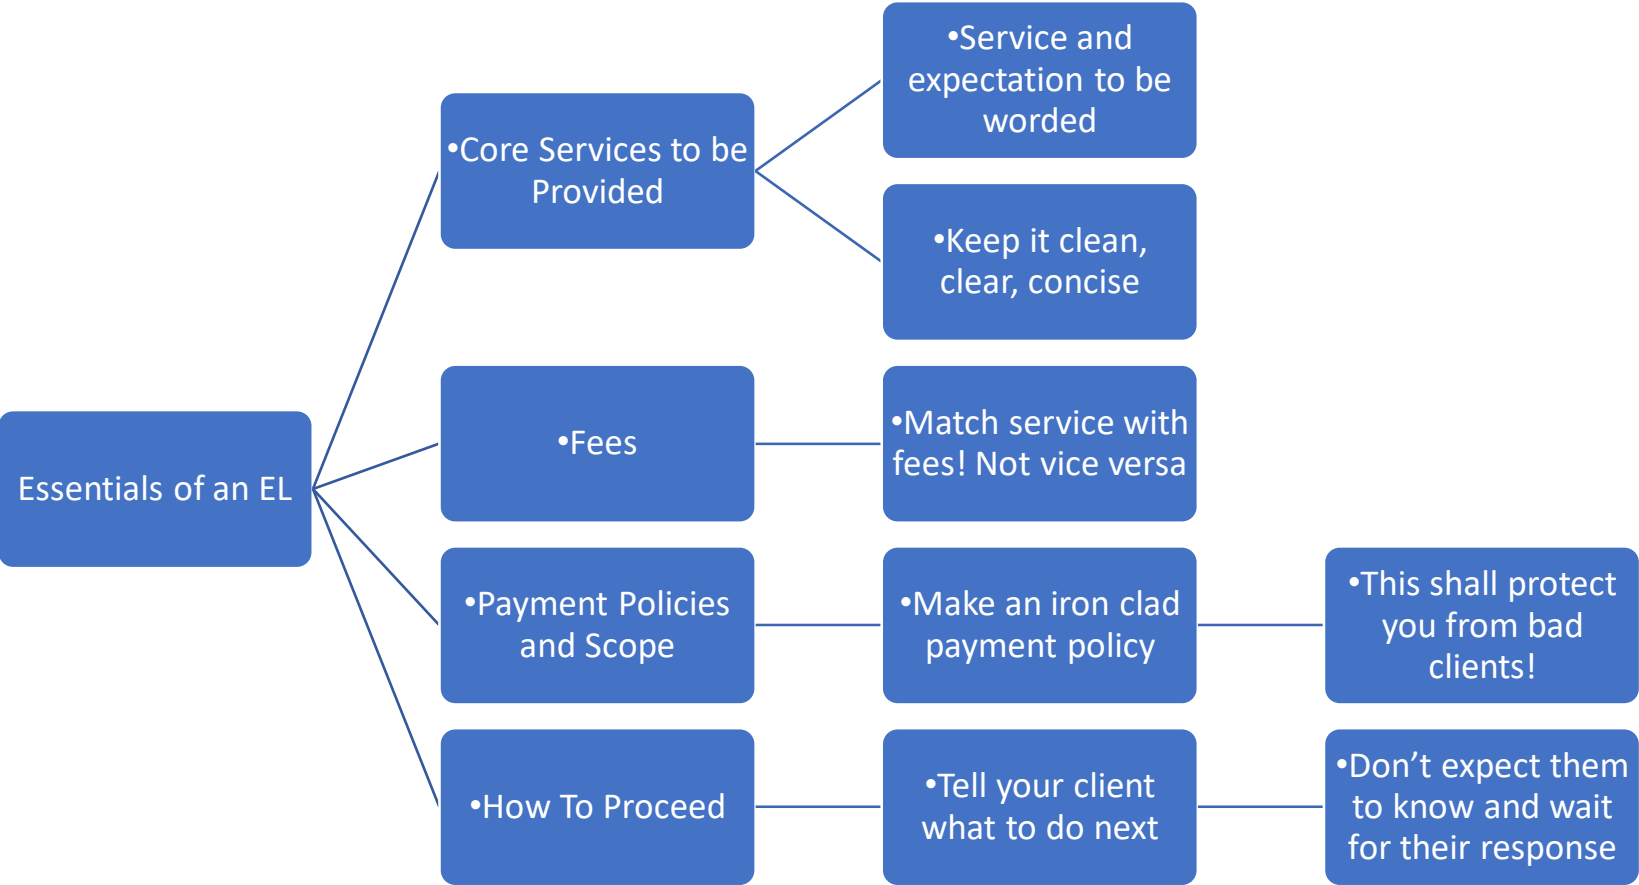 Essentials of an EL
•Core Services to be
Provided
•Service and
expectation to be
worded
•Keep it clean,
clear, concise
•Fees
•Match service with
fees! Not vice versa
•Payment Policies
and Scope
•Make an iron clad
payment policy
•This shall protect
you from bad
clients!
•How To Proceed
•Tell your client
what to do next
•Don’t expect them
to know and wait
for their response